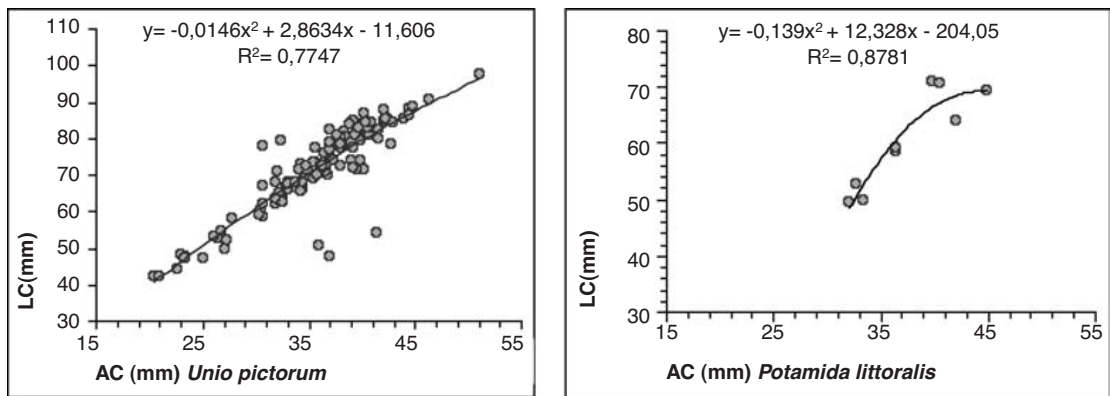 y= -0,0146x² + 2,8634x - 11,606
R²= 0,7747
LC(mm)
110
100
90
80
70
60
50
40
30
15 25 35 45 55
AC (mm) Unio pictorum
y= -0,139x² + 12,328x - 204,05
R²= 0,8781
LC(mm)
80
70
60
50
40
30
15 25 35 45 55
AC (mm) Potamida littoralis